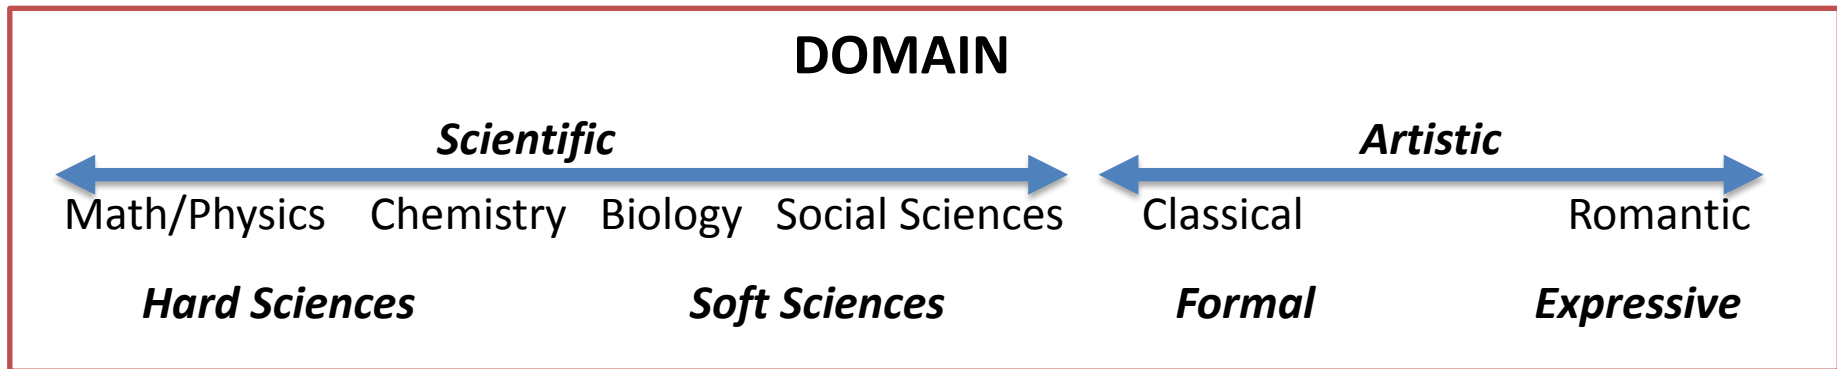 DOMAIN
Scientific Artistic
Math/Physics Chemistry Biology Social Sciences Classical Romantic
Hard Sciences Soft Sciences Formal Expressive